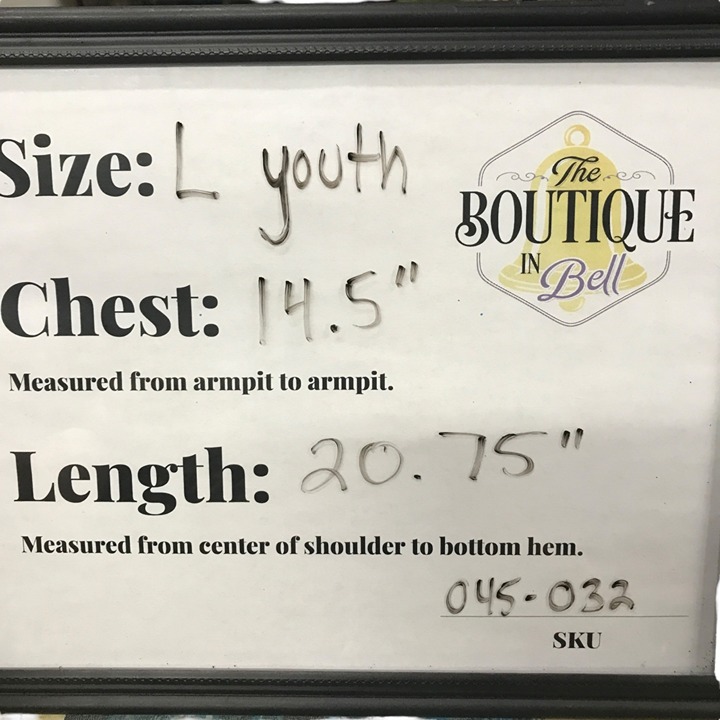 Size: L youth
The
BOUTIQUE
IN
Bell
Chest: 14.5"
Measured from armpit to armpit.
Length: 20.75"
Measured from center of shoulder to bottom hem.
045-032
SKU